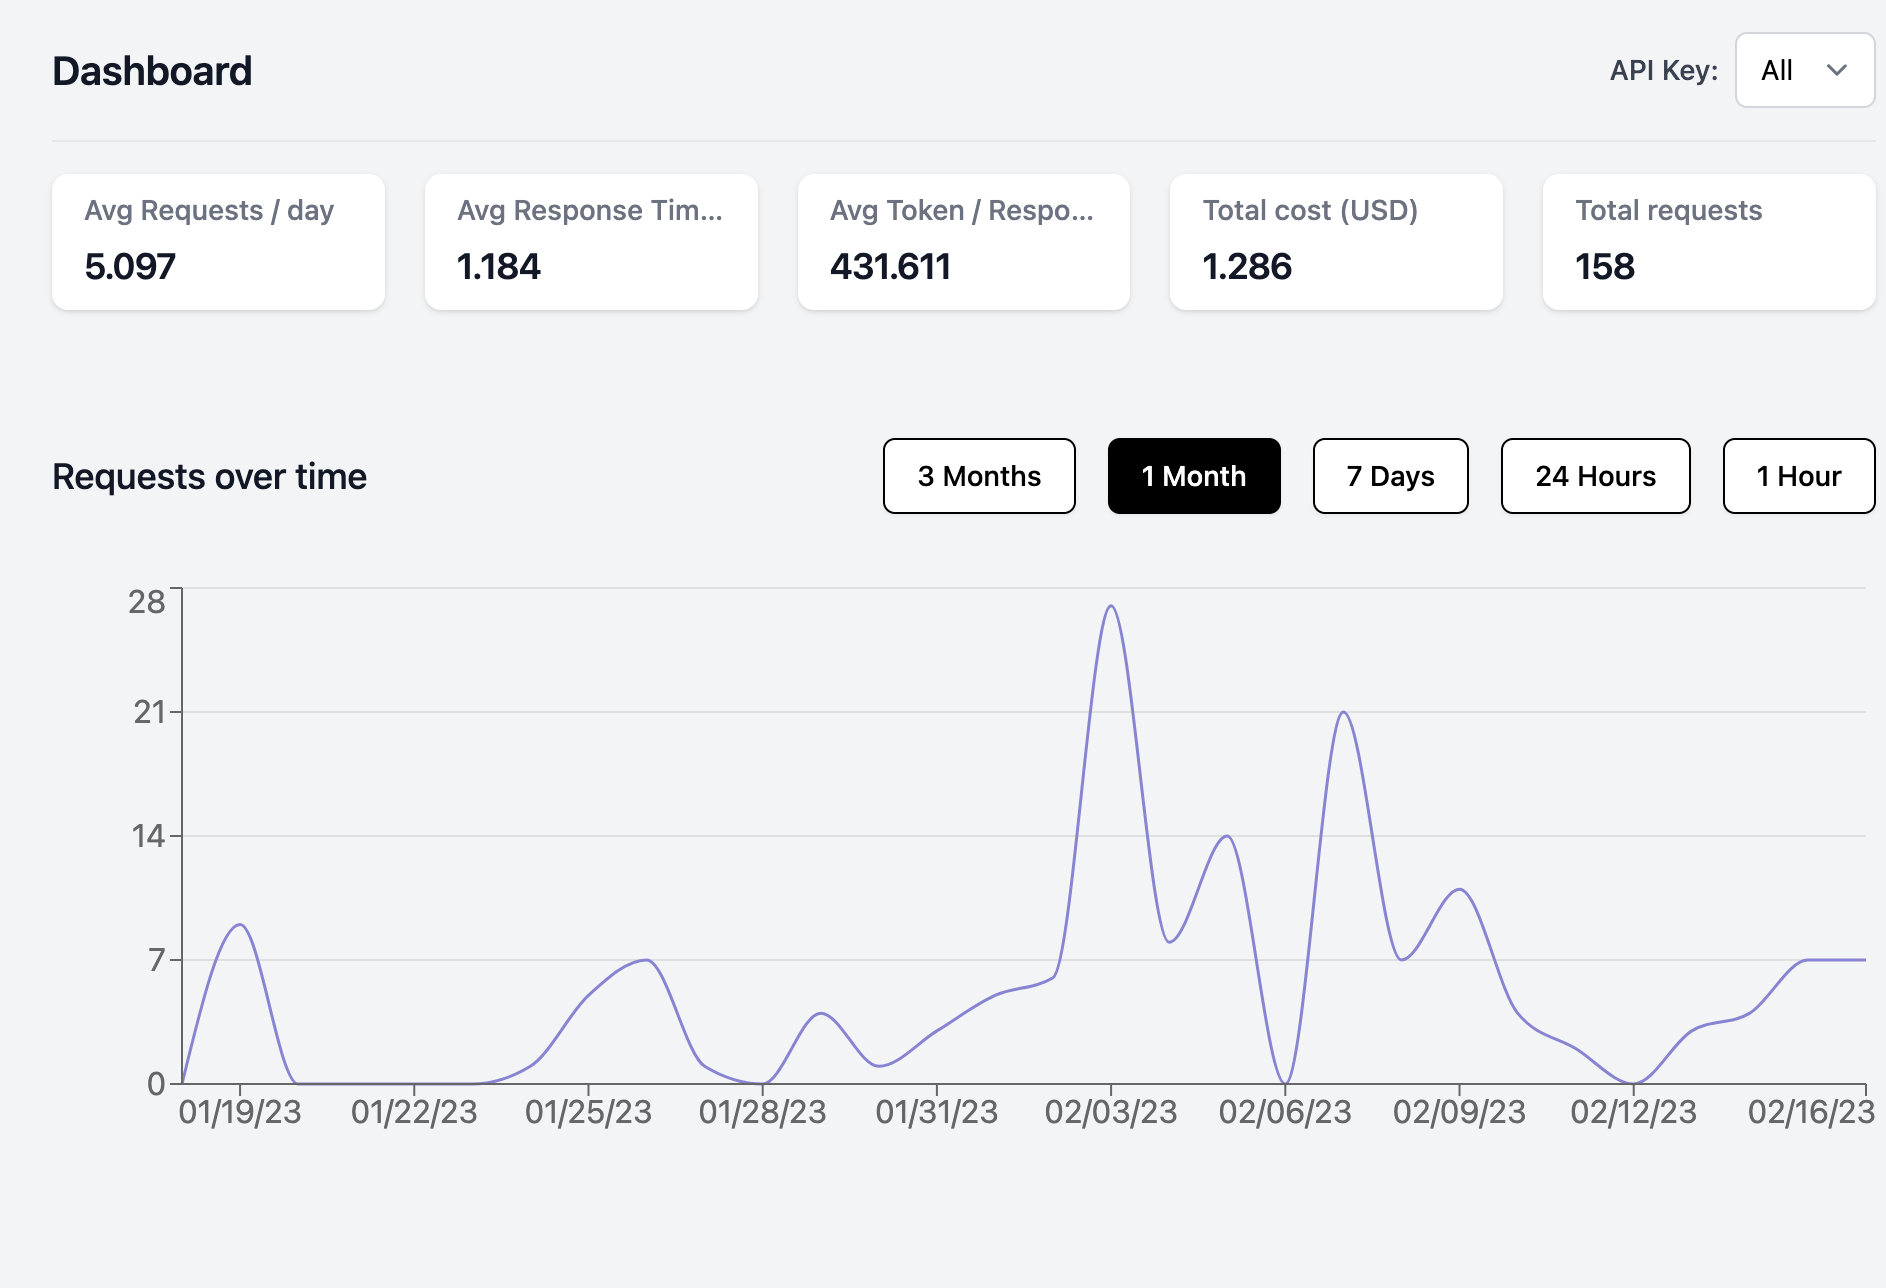 Dashboard
API Key: All
Avg Requests / day
5.097
Avg Response Tim...
1.184
Avg Token / Respo...
431.611
Total cost (USD)
1.286
Total requests
158
Requests over time
3 Months
1 Month
7 Days
24 Hours
1 Hour
28
21
14
7
0
01/19/23 01/22/23 01/25/23 01/28/23 01/31/23 02/03/23 02/06/23 02/09/23 02/12/23 02/16/23